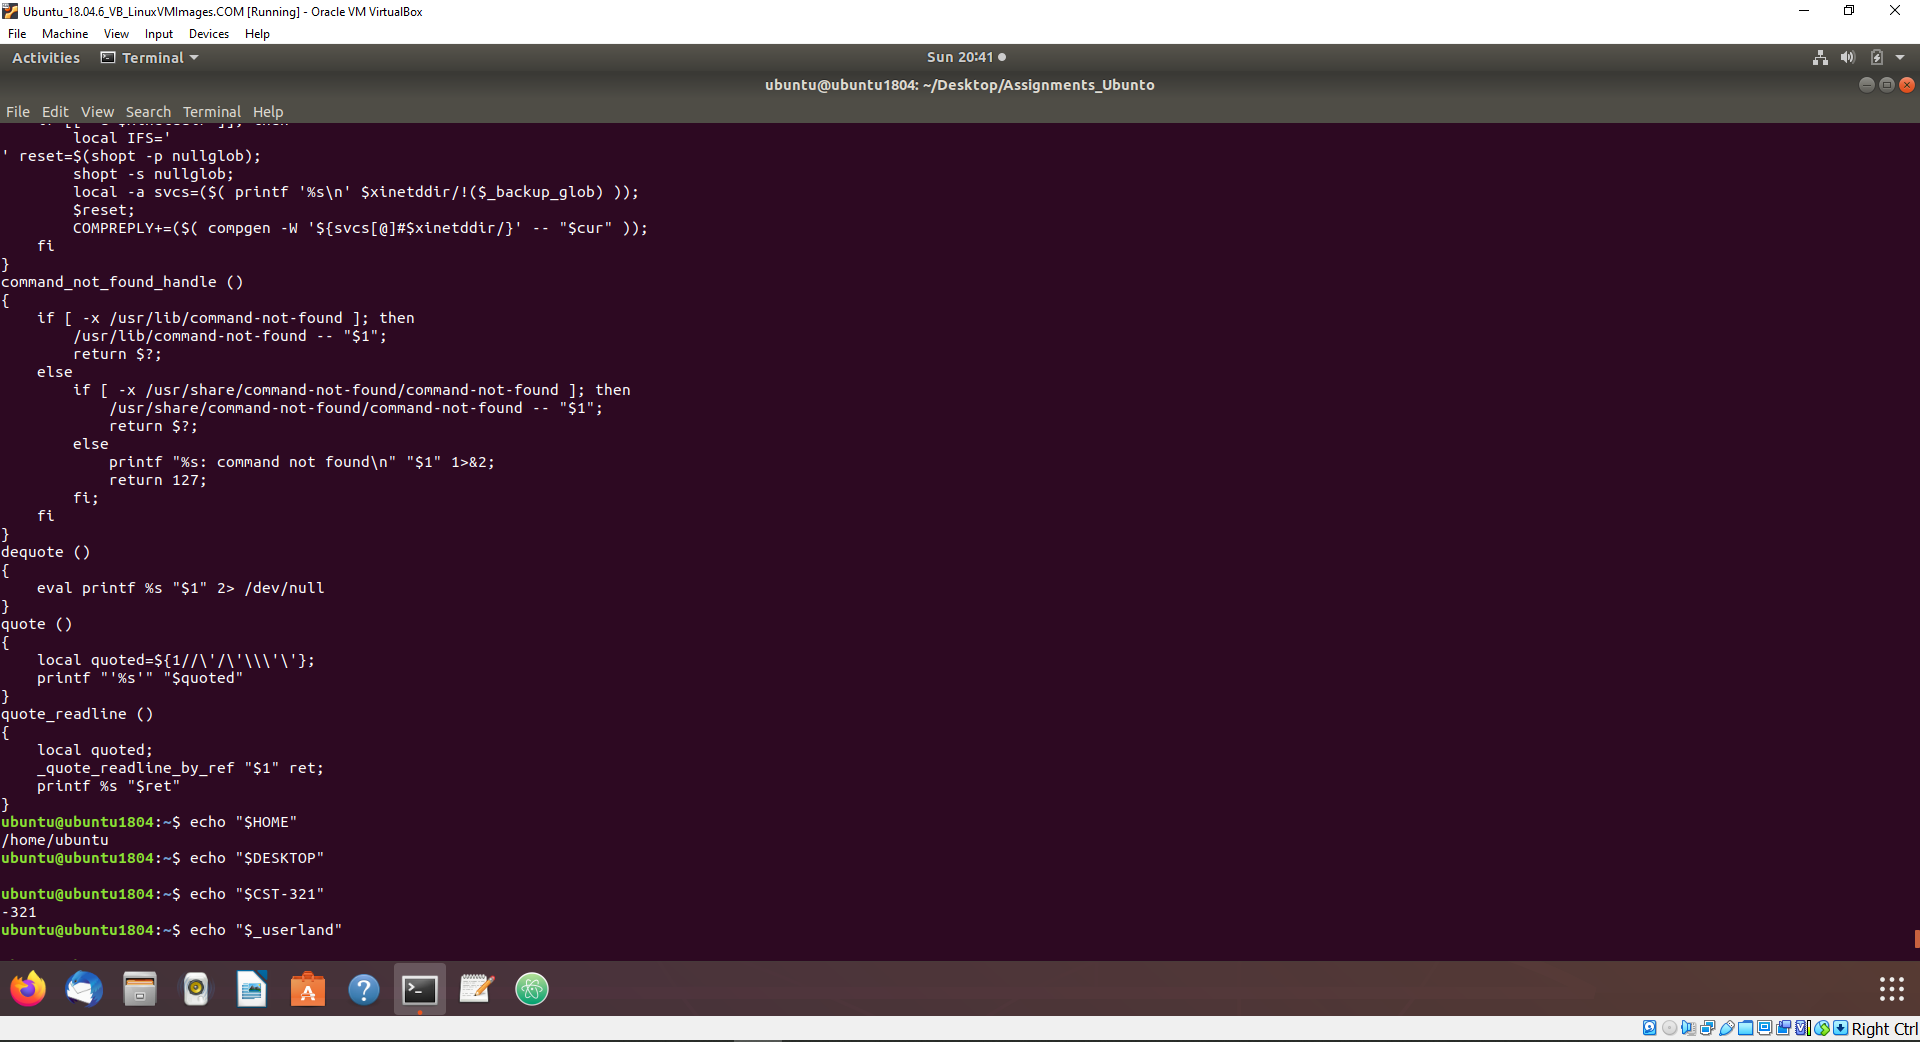 Ubuntu_18.04.6_VB_LinuxVMImages.COM [Running] - Oracle VM VirtualBox
File Machine View Input Devices Help
Activities Terminal Sun 20:41
ubuntu@ubuntu1804: ~/Desktop/Assignments_Ubunto
File Edit View Search Terminal Help
        local IFS='
' reset=$(shopt -p nullglob);
        shopt -s nullglob;
        local -a svcs=($( printf '%s\n' $xinetddir/!($_backup_glob) ));
        $reset;
        COMPREPLY+=($( compgen -W '${svcs[@]#$xinetddir/}' -- "$cur" ));
    fi
}
command_not_found_handle ()
{
    if [ -x /usr/lib/command-not-found ]; then
        /usr/lib/command-not-found -- "$1";
        return $?;
    else
        if [ -x /usr/share/command-not-found/command-not-found ]; then
            /usr/share/command-not-found/command-not-found -- "$1";
            return $?;
        else
            printf "%s: command not found\n" "$1" 1>&2;
            return 127;
        fi;
    fi
}
dequote ()
{
    eval printf %s "$1" 2> /dev/null
}
quote ()
{
    local quoted=${1//\'/\'\\\'\'};
    printf "'%s'" "$quoted"
}
quote_readline ()
{
    local quoted;
    _quote_readline_by_ref "$1" ret;
    printf %s "$ret"
}
ubuntu@ubuntu1804:~$ echo "$HOME"
/home/ubuntu
ubuntu@ubuntu1804:~$ echo "$DESKTOP"
ubuntu@ubuntu1804:~$ echo "$CST-321"
-321
ubuntu@ubuntu1804:~$ echo "$_userland"
Right Ctrl